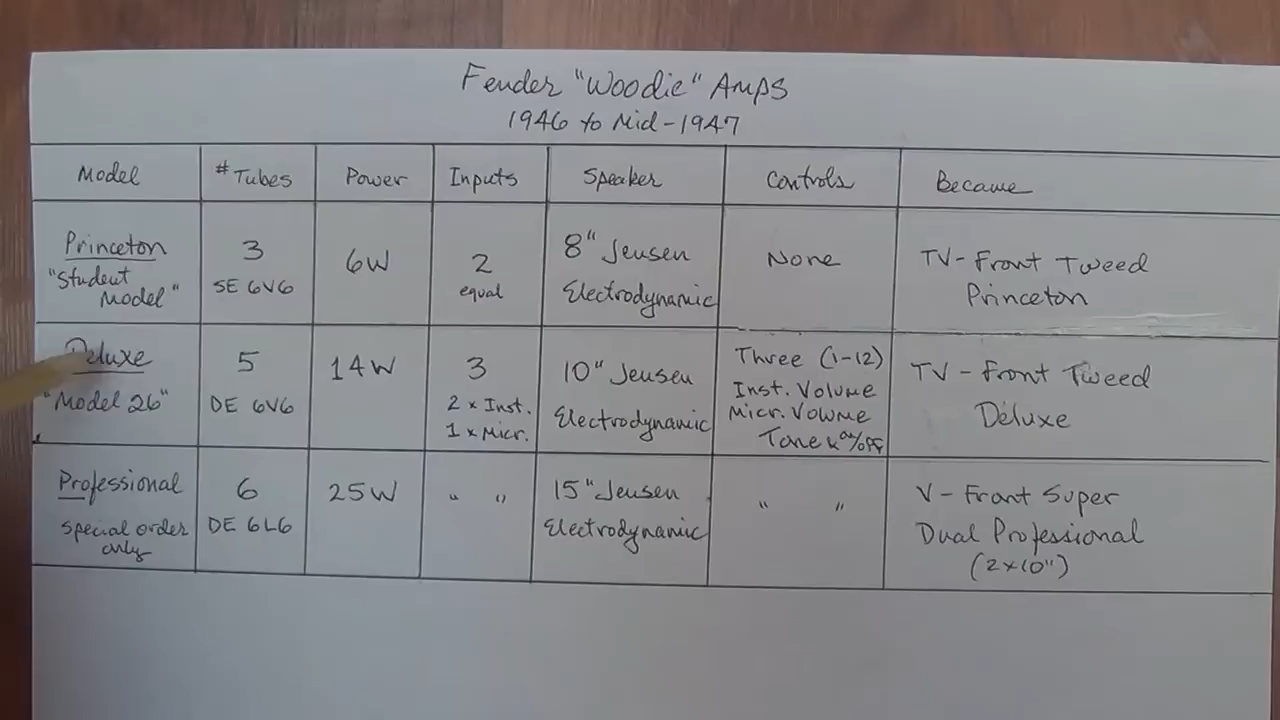 Fender "Woodie" Amps
1946 to Mid-1947
Model # Tubes Power Inputs Speaker Controls Became
Princeton
"Student
Model"
3
SE 6V6
6W
2
equal
8" Jensen
Electrodynamic
None
TV-Front Tweed
Princeton
Deluxe
"Model 26"
5
DE 6V6
14W
3
2 x Inst.
1 x Micr.
10" Jensen
Electrodynamic
Three (1-12)
Inst. Volume
Micr. Volume
Tone
TV-Front Tweed
Deluxe
Professional
special order
only
6
DE 6L6
25W
" "
15" Jensen
Electrodynamic
" "
V-Front Super
Dual Professional
(2x10")